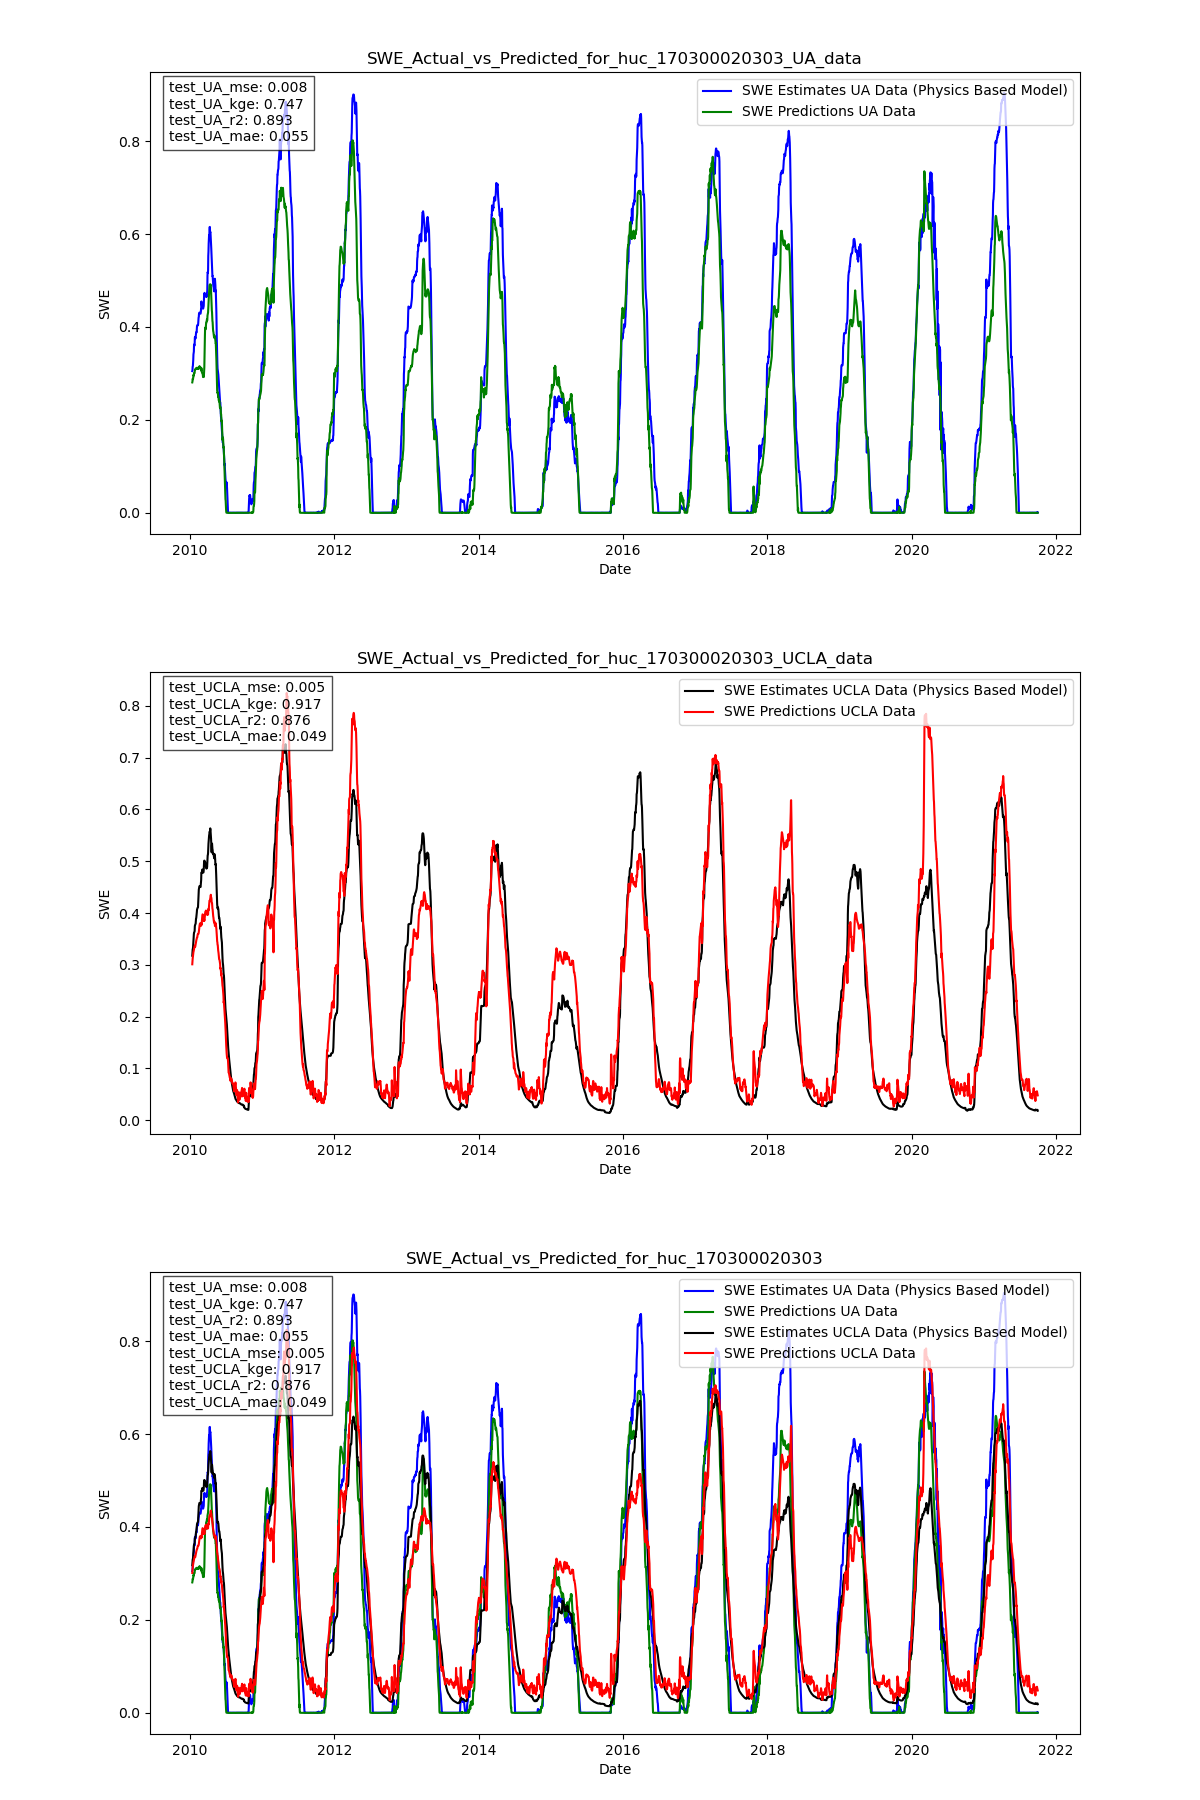 SWE_Actual_vs_Predicted_for_huc_170300020303_UA_data
test_UA_mse: 0.008
test_UA_kge: 0.747
test_UA_r2: 0.893
test_UA_mae: 0.055
SWE Estimates UA Data (Physics Based Model)
SWE Predictions UA Data
0.8
0.6
0.4
0.2
0.0
SWE
2010 2012 2014 2016 2018 2020 2022
Date
SWE_Actual_vs_Predicted_for_huc_170300020303_UCLA_data
test_UCLA_mse: 0.005
test_UCLA_kge: 0.917
test_UCLA_r2: 0.876
test_UCLA_mae: 0.049
SWE Estimates UCLA Data (Physics Based Model)
SWE Predictions UCLA Data
0.8
0.7
0.6
0.5
0.4
0.3
0.2
0.1
0.0
SWE
2010 2012 2014 2016 2018 2020 2022
Date
SWE_Actual_vs_Predicted_for_huc_170300020303
test_UA_mse: 0.008
test_UA_kge: 0.747
test_UA_r2: 0.893
test_UA_mae: 0.055
test_UCLA_mse: 0.005
test_UCLA_kge: 0.917
test_UCLA_r2: 0.876
test_UCLA_mae: 0.049
SWE Estimates UA Data (Physics Based Model)
SWE Predictions UA Data
SWE Estimates UCLA Data (Physics Based Model)
SWE Predictions UCLA Data
0.8
0.6
0.4
0.2
0.0
SWE
2010 2012 2014 2016 2018 2020 2022
Date